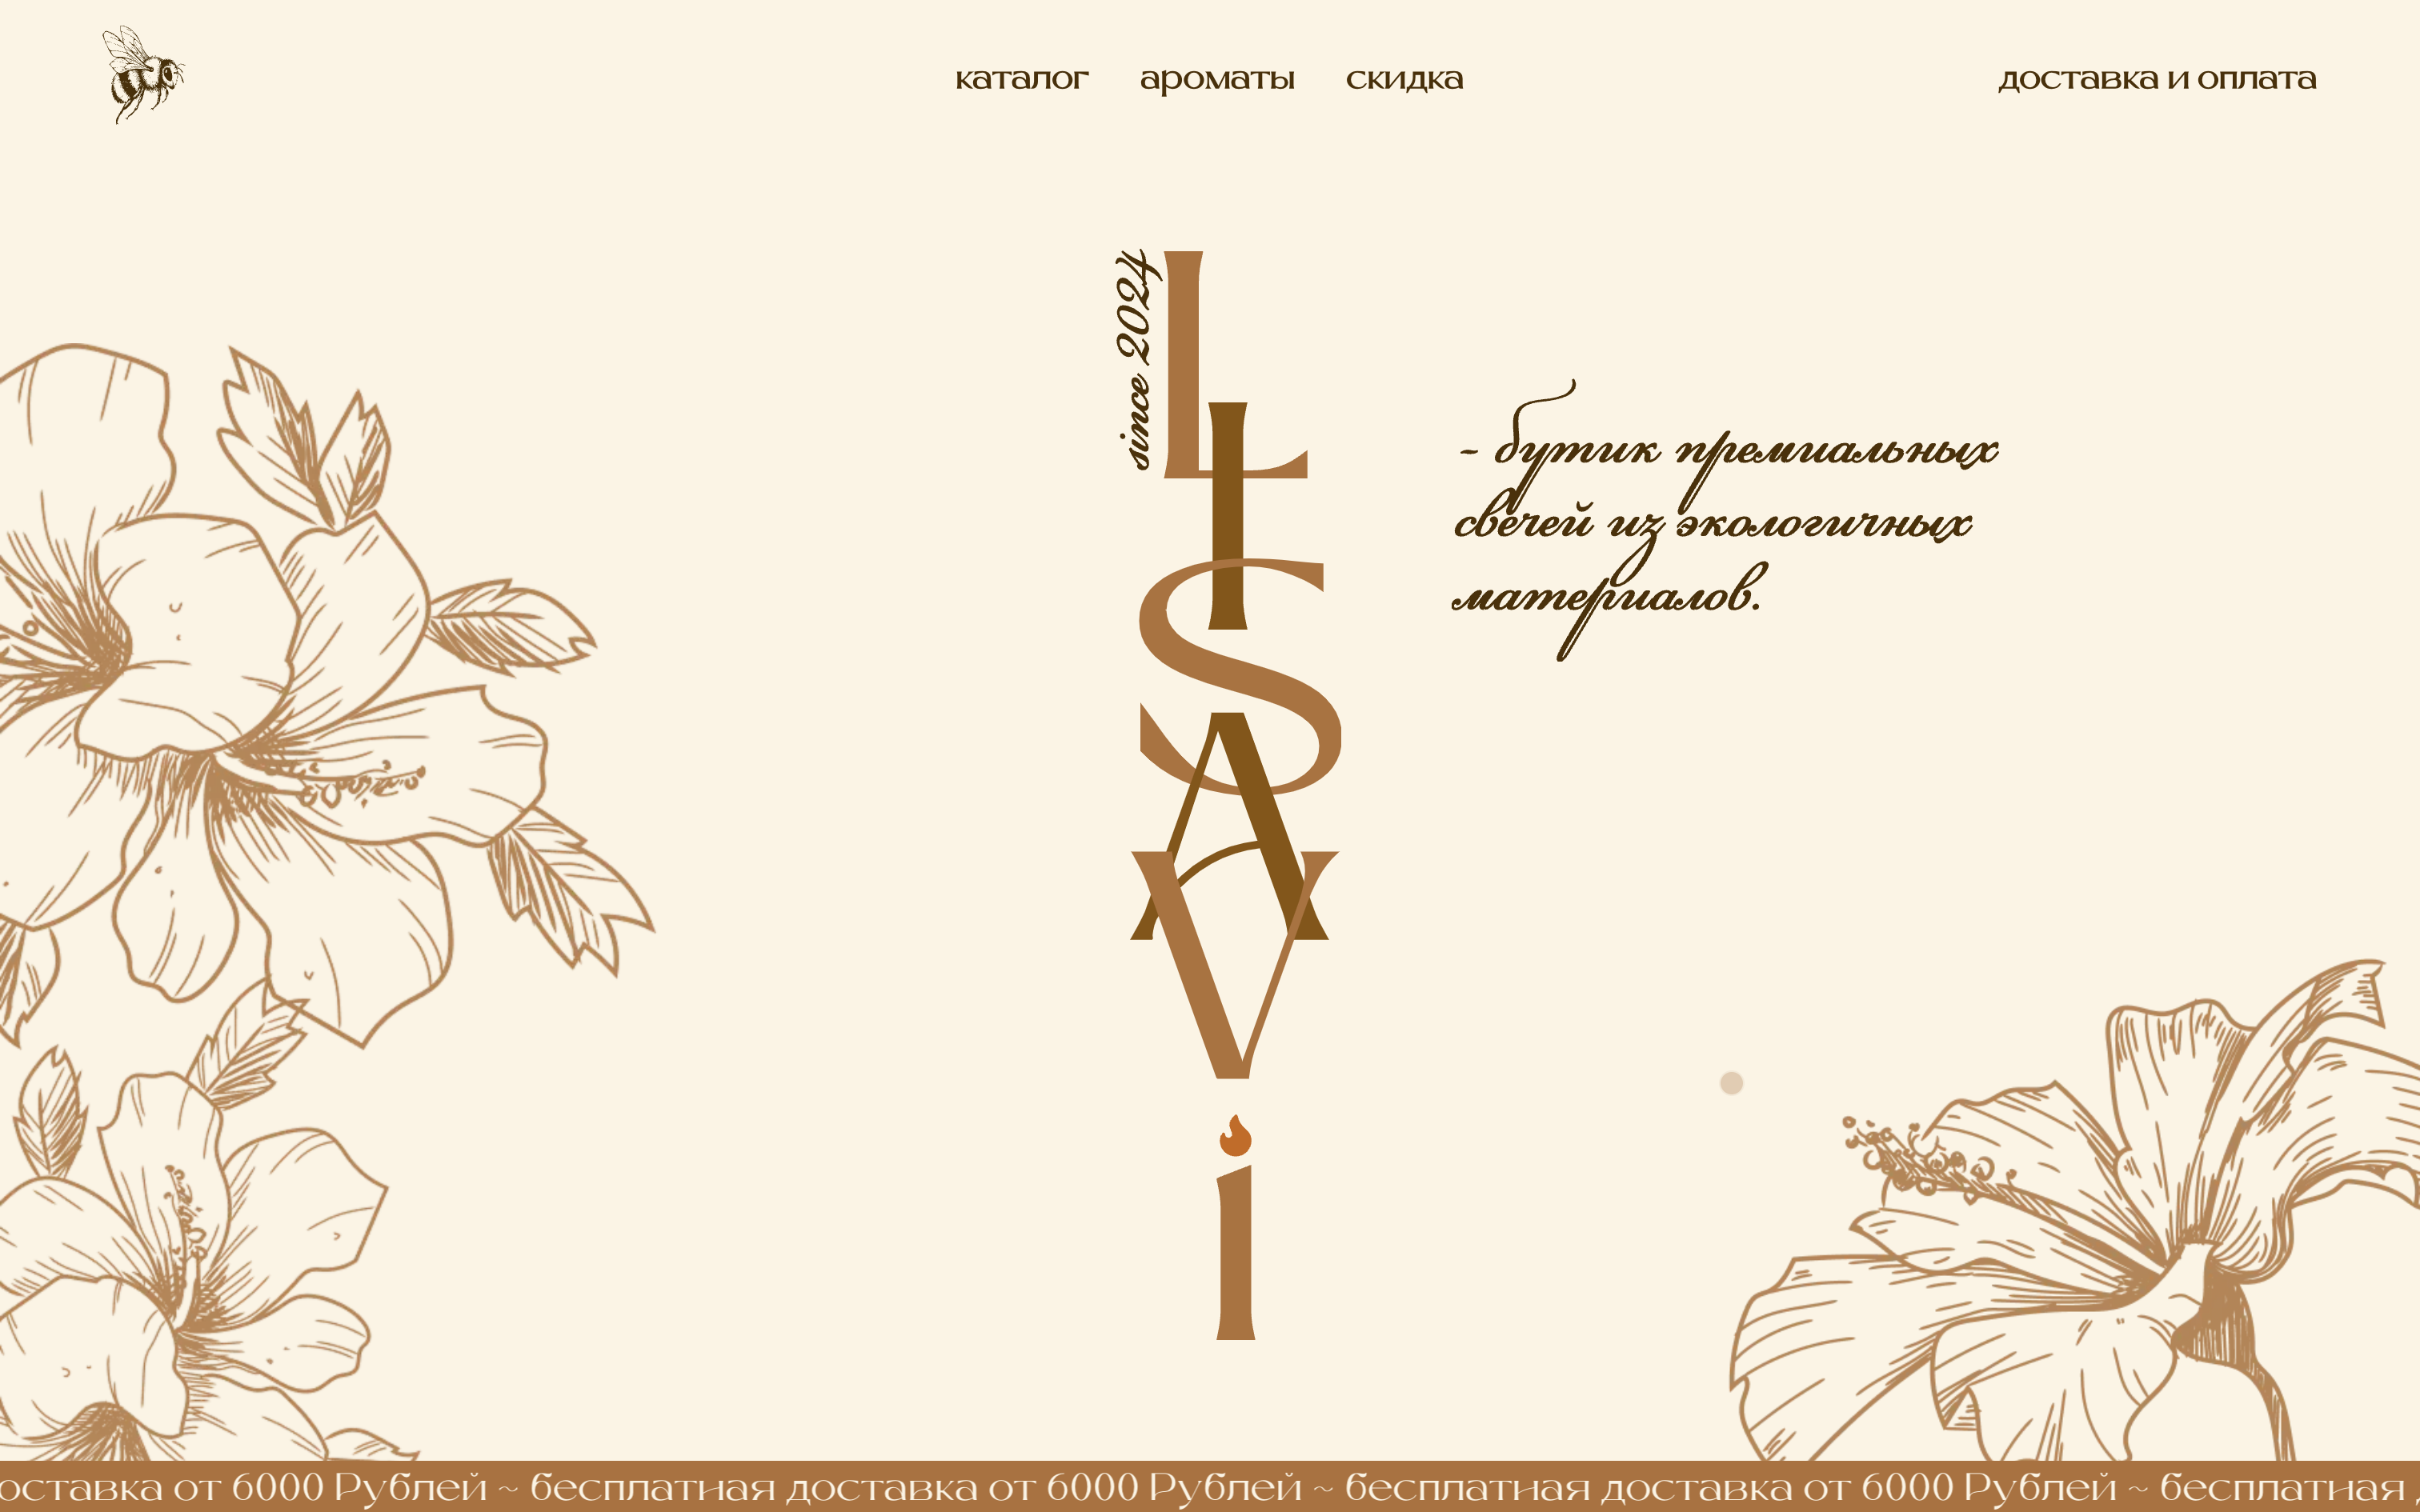 каталог ароматы скидка доставка и оплата
since 2024
LISAVi
- бутик премиальных
свечей из экологичных
материалов.
оставка от 6000 Рублей ~ бесплатная доставка от 6000 Рублей ~ бесплатная доставка от 6000 Рублей ~ бесплатная